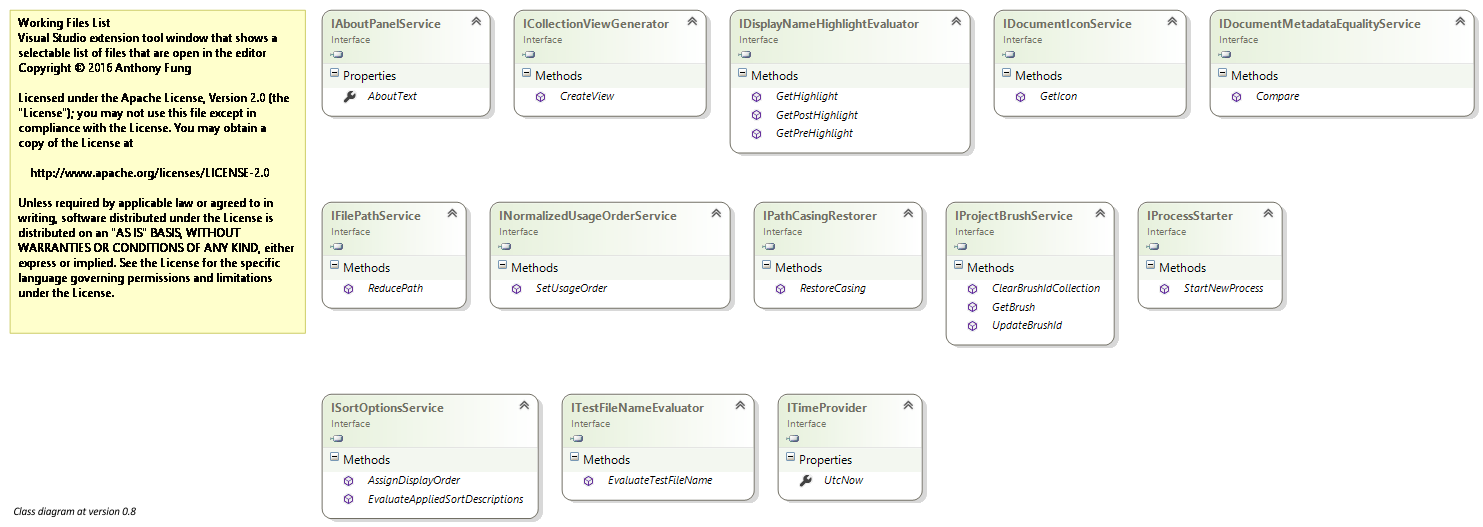 Working Files List
Visual Studio extension tool window that shows a
selectable list of files that are open in the editor
Copyright © 2016 Anthony Fung
Licensed under the Apache License, Version 2.0 (the
"License"); you may not use this file except in
compliance with the License. You may obtain a
copy of the License at
http://www.apache.org/licenses/LICENSE-2.0
Unless required by applicable law or agreed to in
writing, software distributed under the License is
distributed on an "AS IS" BASIS, WITHOUT
WARRANTIES OR CONDITIONS OF ANY KIND, either
express or implied. See the License for the specific
language governing permissions and limitations
under the License.
IAboutPanelService
Interface
Properties
AboutText
ICollectionViewGenerator
Interface
Methods
CreateView
IDisplayNameHighlightEvaluator
Interface
Methods
GetHighlight
GetPostHighlight
GetPreHighlight
IDocumentIconService
Interface
Methods
GetIcon
IDocumentMetadataEqualityService
Interface
Methods
Compare
IFilePathService
Interface
Methods
ReducePath
INormalizedUsageOrderService
Interface
Methods
SetUsageOrder
IPathCasingRestorer
Interface
Methods
RestoreCasing
IProjectBrushService
Interface
Methods
ClearBrushIdCollection
GetBrush
UpdateBrushId
IProcessStarter
Interface
Methods
StartNewProcess
ISortOptionsService
Interface
Methods
AssignDisplayOrder
EvaluateAppliedSortDescriptions
ITestFileNameEvaluator
Interface
Methods
EvaluateTestFileName
ITimeProvider
Interface
Properties
UtcNow
Class diagram at version 0.8